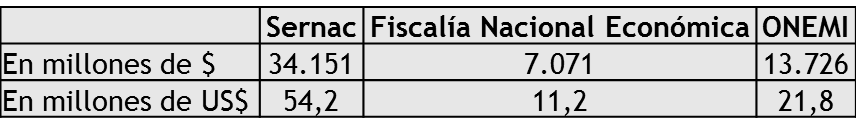 Sernac Fiscalía Nacional Económica ONEMI
En millones de $ 34.151 7.071 13.726
En millones de US$ 54,2 11,2 21,8